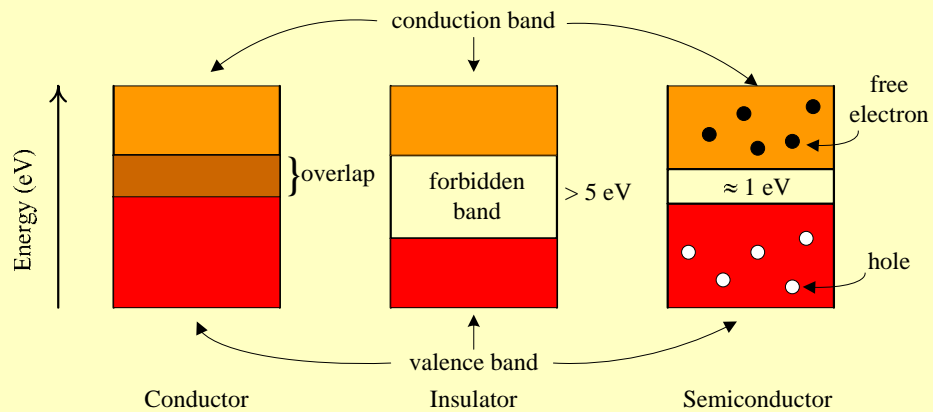 conduction band
Energy (eV)
overlap
forbidden
band
> 5 eV
free
electron
≈ 1 eV
hole
valence band
Conductor
Insulator
Semiconductor